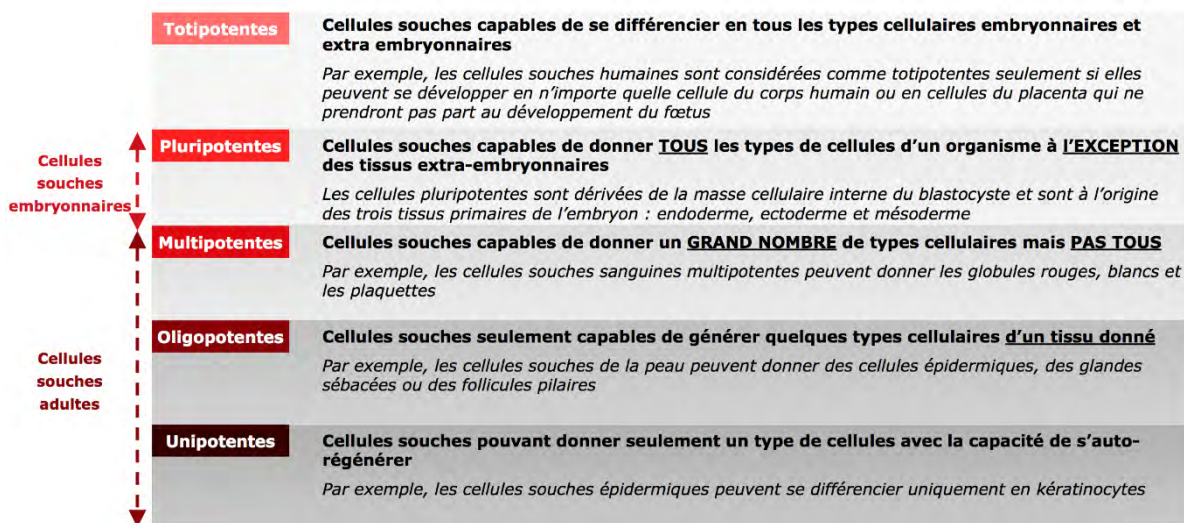 Totipotentes
Cellules souches capables de se différencier en tous les types cellulaires embryonnaires et
extra embryonnaires
Par exemple, les cellules souches humaines sont considérées comme totipotentes seulement si elles
peuvent se développer en n'importe quelle cellule du corps humain ou en cellules du placenta qui ne
prendront pas part au développement du fœtus
Cellules
souches
embryonnaires
Pluripotentes
Cellules souches capables de donner TOUS les types de cellules d'un organisme à l'EXCEPTION
des tissus extra-embryonnaires
Les cellules pluripotentes sont dérivées de la masse cellulaire interne du blastocyste et sont à l'origine
des trois tissus primaires de l'embryon : endoderme, ectoderme et mésoderme
Multipotentes
Cellules souches capables de donner un GRAND NOMBRE de types cellulaires mais PAS TOUS
Par exemple, les cellules souches sanguines multipotentes peuvent donner les globules rouges, blancs et
les plaquettes
Cellules
souches
adultes
Oligopotentes
Cellules souches seulement capables de générer quelques types cellulaires d'un tissu donné
Par exemple, les cellules souches de la peau peuvent donner des cellules épidermiques, des glandes
sébacées ou des follicules pilaires
Unipotentes
Cellules souches pouvant donner seulement un type de cellules avec la capacité de s'auto-
régénérer
Par exemple, les cellules souches épidermiques peuvent se différencier uniquement en kératinocytes